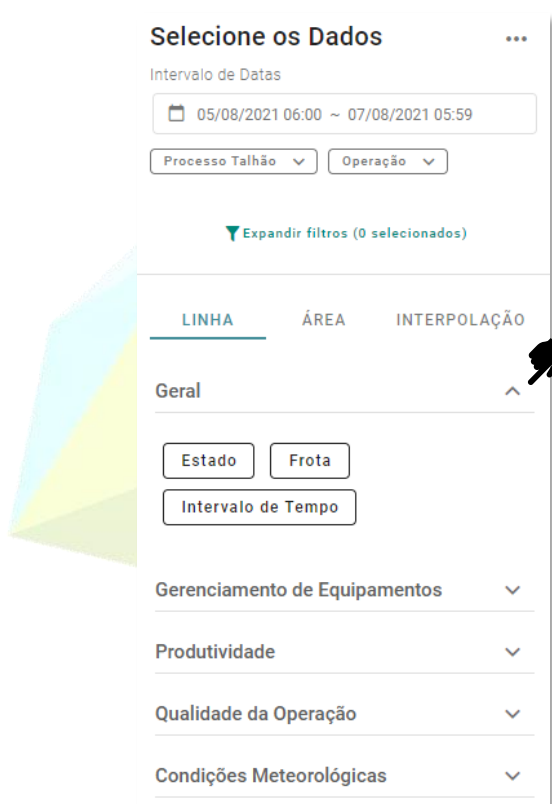 Selecione os Dados
Intervalo de Datas
05/08/2021 06:00 ~ 07/08/2021 05:59
Processo Talhão Operação
Expandir filtros (0 selecionados)
LINHA ÁREA INTERPOLAÇÃO
Geral
Estado Frota
Intervalo de Tempo
Gerenciamento de Equipamentos
Produtividade
Qualidade da Operação
Condições Meteorológicas